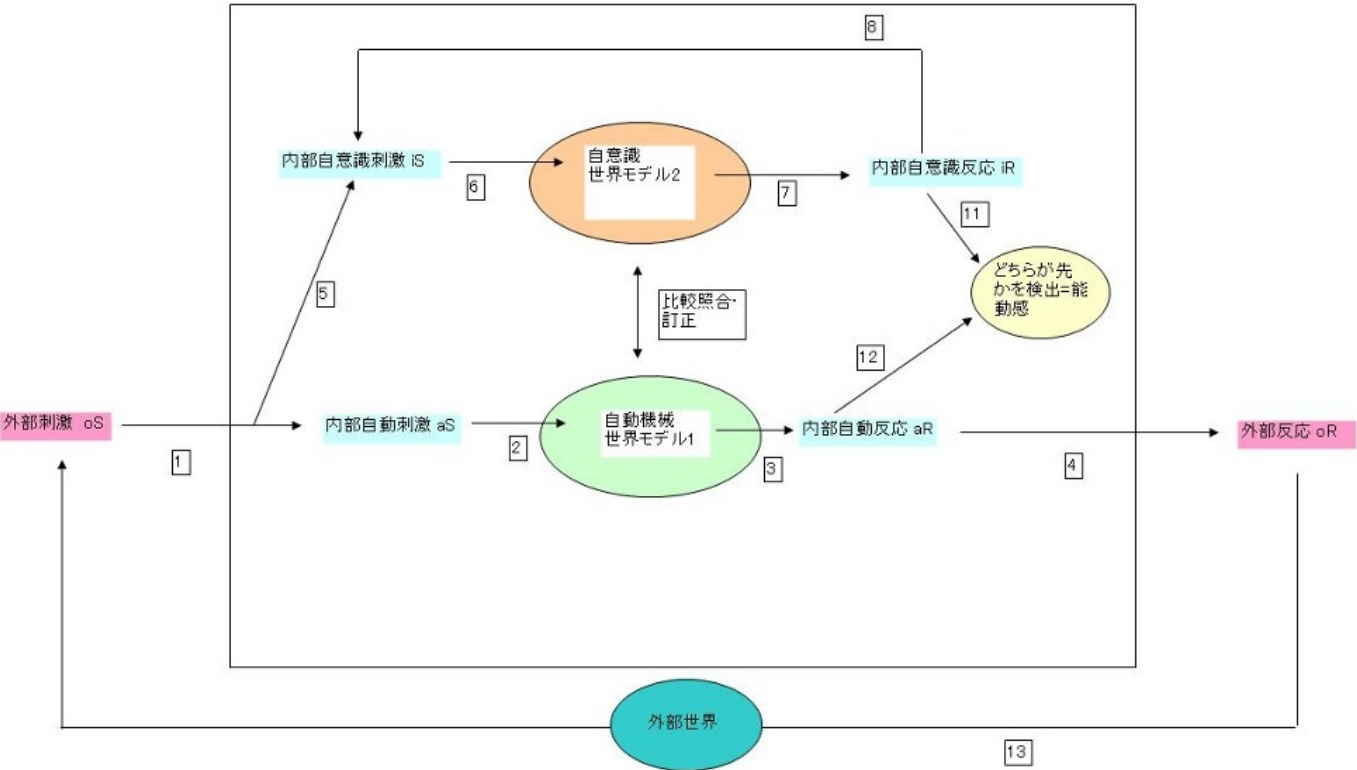 8
内部自意識刺激 iS
6
自意識
世界モデル2
7
内部自意識反応 iR
11
どちらが先
かを検出=能
動感
5
比較照合・
訂正
12
外部刺激 oS
1
内部自動刺激 aS
2
自動機械
世界モデル1
3
内部自動反応 aR
4
外部反応 oR
外部世界
13